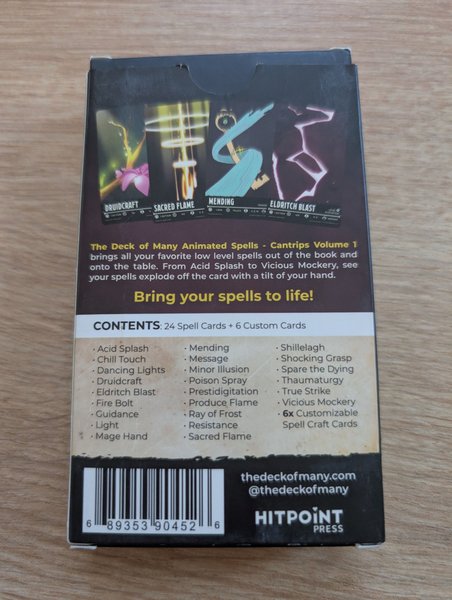 DRUIDCRAFT
SACRED FLAME
MENDING
ELDRITCH BLAST
The Deck of Many Animated Spells - Cantrips Volume 1
brings all your favorite low level spells out of the book and
onto the table. From Acid Splash to Vicious Mockery, see
your spells explode off the card with a tilt of your hand.
Bring your spells to life!
CONTENTS: 24 Spell Cards + 6 Custom Cards
· Acid Splash
· Chill Touch
· Dancing Lights
· Druidcraft
· Eldritch Blast
· Fire Bolt
· Guidance
· Light
· Mage Hand
· Mending
· Message
· Minor Illusion
· Poison Spray
· Prestidigitation
· Produce Flame
· Ray of Frost
· Resistance
· Sacred Flame
· Shillelagh
· Shocking Grasp
· Spare the Dying
· Thaumaturgy
· True Strike
· Vicious Mockery
· 6x Customizable
Spell Craft Cards
thedeckofmany.com
@thedeckofmany
HITPOINT
PRESS
6 89353 90452 6